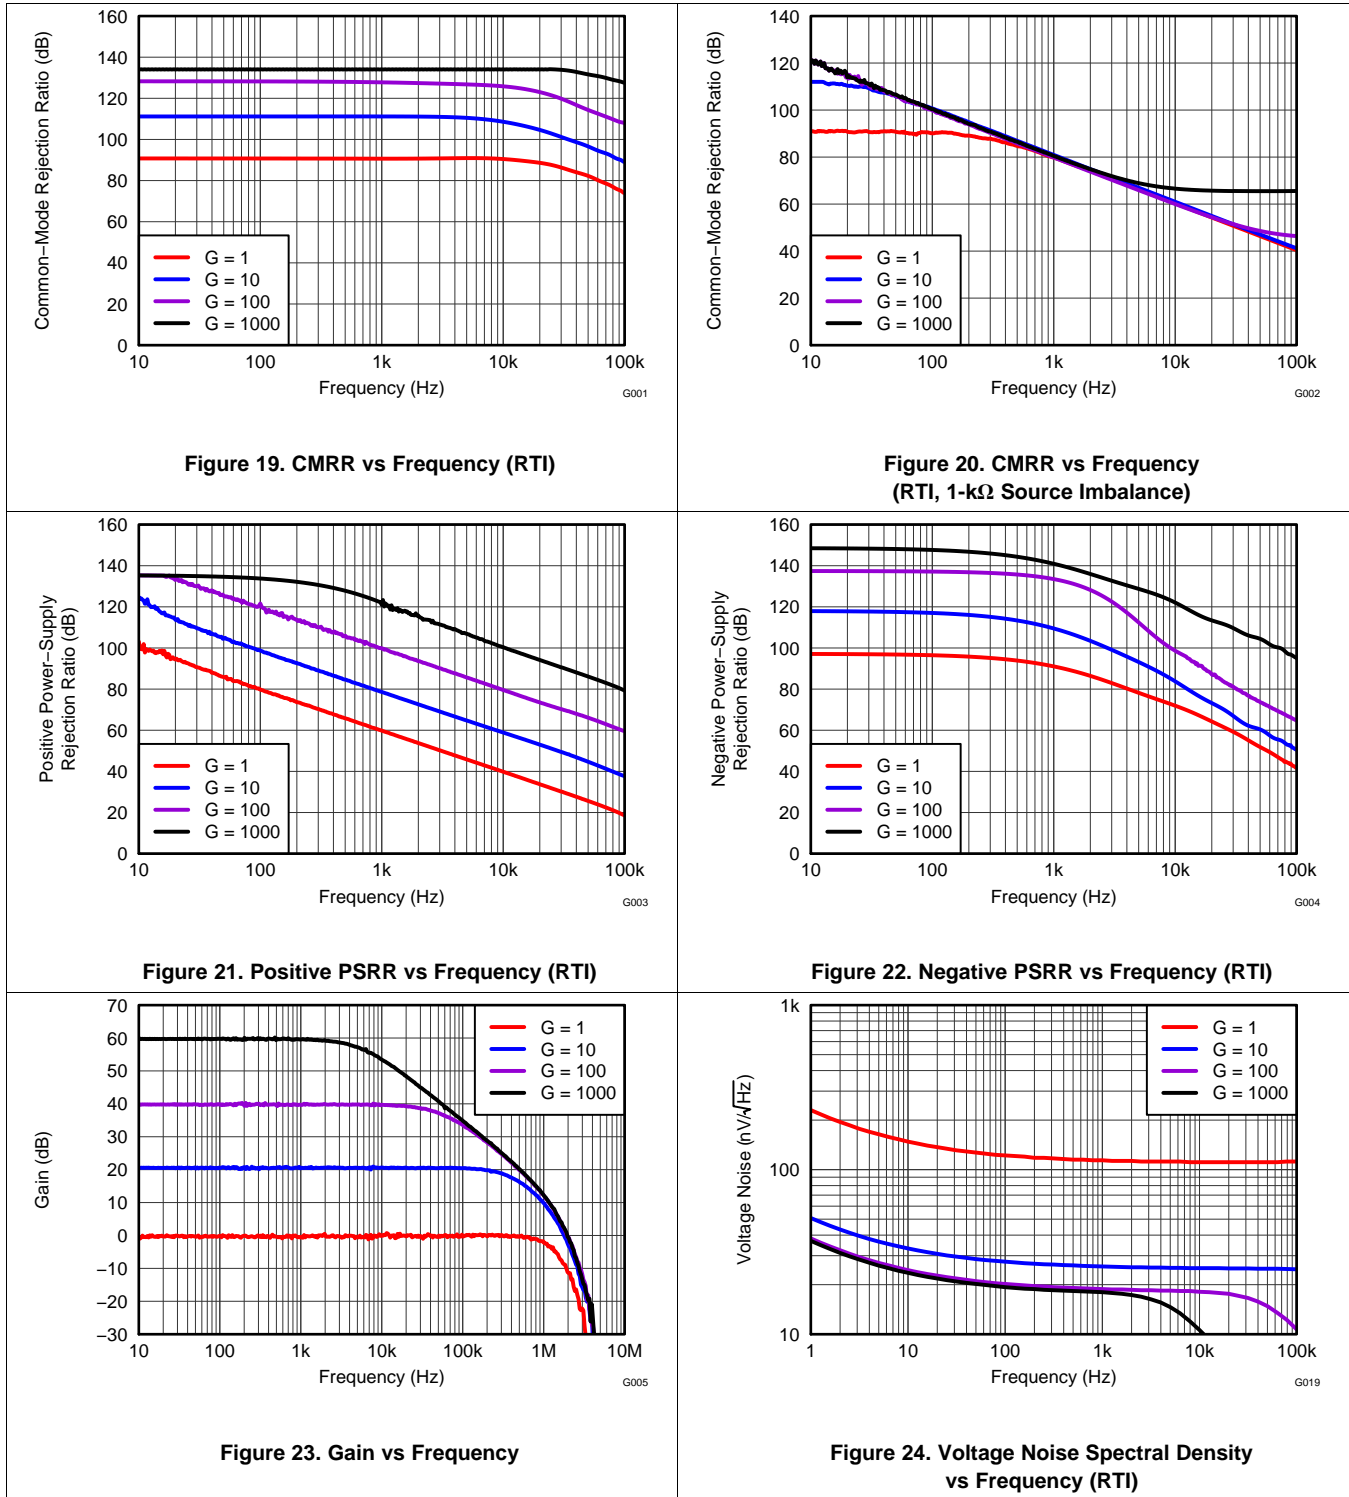 160
140
120
100
80
60
40
20
0
Common−Mode Rejection Ratio (dB)
G = 1
G = 10
G = 100
G = 1000
10 100 1k 10k 100k
Frequency (Hz)
G001
Figure 19. CMRR vs Frequency (RTI)
140
120
100
80
60
40
20
0
Common−Mode Rejection Ratio (dB)
G = 1
G = 10
G = 100
G = 1000
10 100 1k 10k 100k
Frequency (Hz)
G002
Figure 20. CMRR vs Frequency
(RTI, 1-kΩ Source Imbalance)
160
140
120
100
80
60
40
20
0
Positive Power−Supply
Rejection Ratio (dB)
G = 1
G = 10
G = 100
G = 1000
10 100 1k 10k 100k
Frequency (Hz)
G003
Figure 21. Positive PSRR vs Frequency (RTI)
160
140
120
100
80
60
40
20
0
Negative Power−Supply
Rejection Ratio (dB)
G = 1
G = 10
G = 100
G = 1000
10 100 1k 10k 100k
Frequency (Hz)
G004
Figure 22. Negative PSRR vs Frequency (RTI)
70
60
50
40
30
20
10
0
−10
−20
−30
Gain (dB)
G = 1
G = 10
G = 100
G = 1000
10 100 1k 10k 100k 1M 10M
Frequency (Hz)
G005
Figure 23. Gain vs Frequency
1k
100
10
Voltage Noise (nV/√Hz)
G = 1
G = 10
G = 100
G = 1000
1 10 100 1k 10k 100k
Frequency (Hz)
G019
Figure 24. Voltage Noise Spectral Density
vs Frequency (RTI)